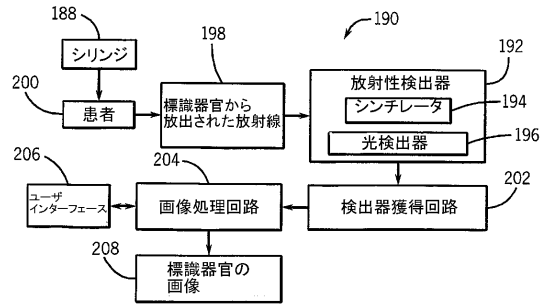 188
シリンジ
200
患者
198
標識器官から
放出された放射線
190
192
放射性検出器
シンチレータ
194
光検出器
196
206
ユーザ
インターフェース
204
画像処理回路
検出器獲得回路
202
208
標識器官の
画像